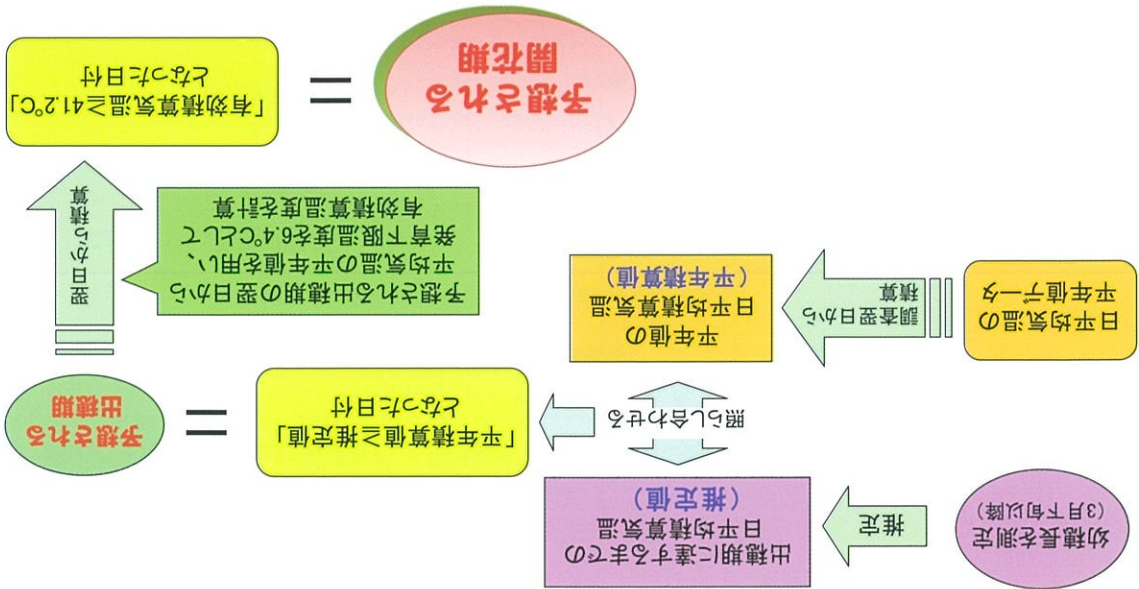 幼穂長を測定
(3月下旬以降)
推定
出穂期に達するまでの
日平均積算気温
(推定値)
照らし合わせる
日平均気温の
平年値データ
調査翌日から
積算
平年値の
日平均積算気温
(平年積算値)
「平年積算値≧推定値」
となった日付
=
予想される
出穂期
翌日から積算
予想される出穂期の翌日から
平均気温の平年値を用い、
発育下限温度を6.4℃として
有効積算温度を計算
「有効積算気温≧41.2℃」
となった日付
=
予想される
開花期